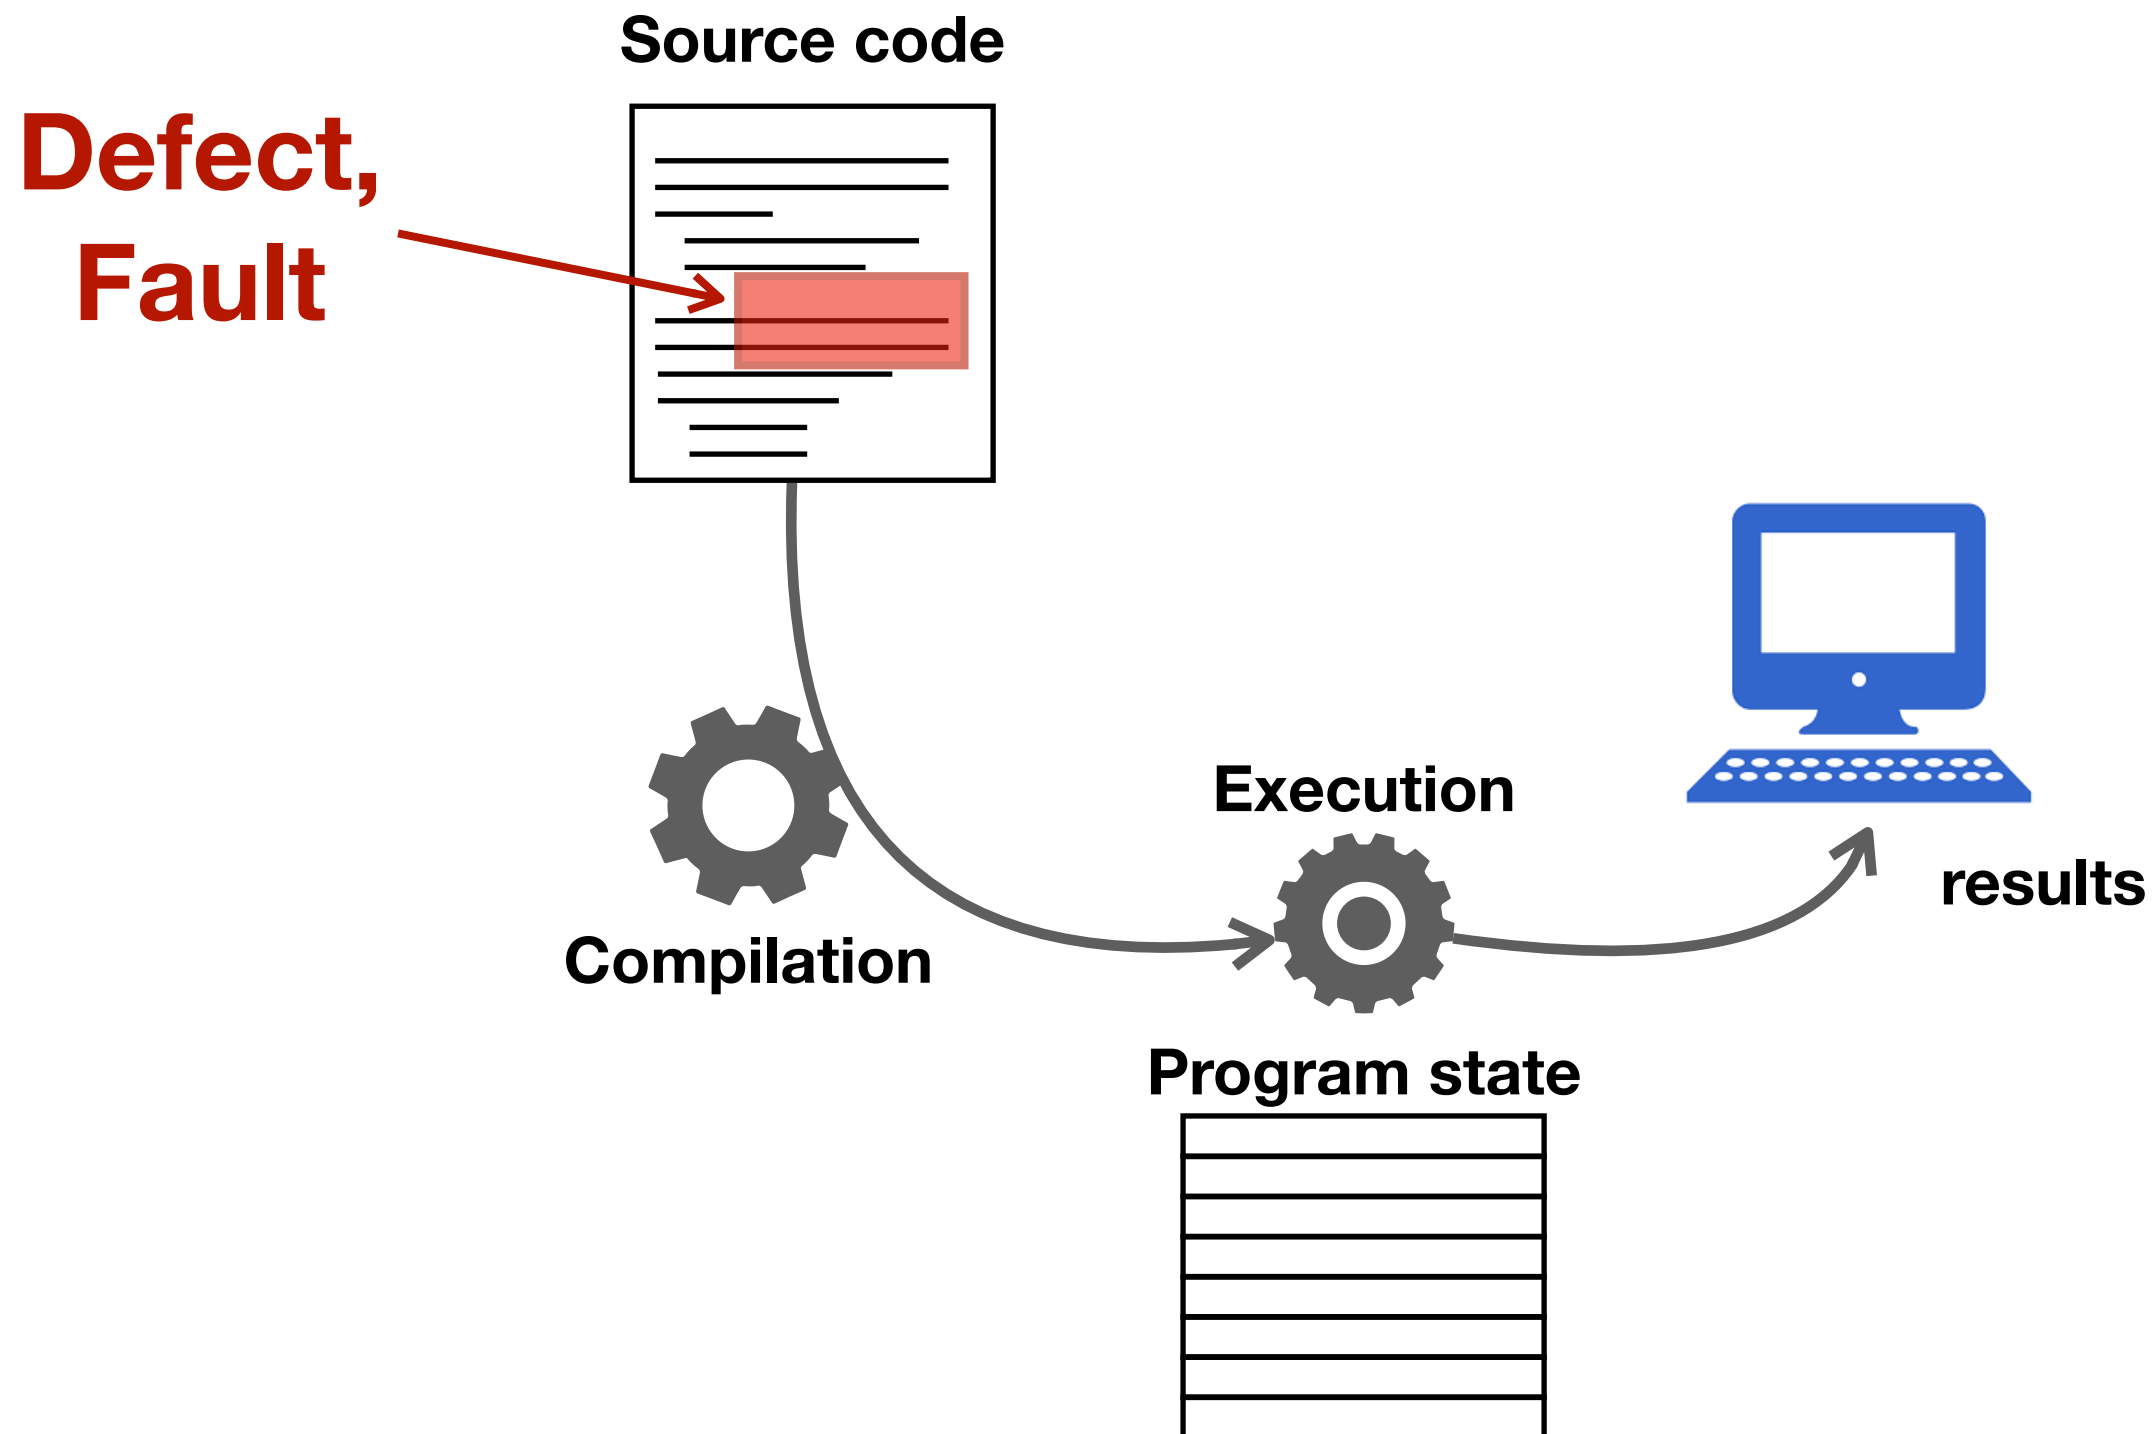 Source code
Defect,
Fault
Execution
results
Compilation
Program state